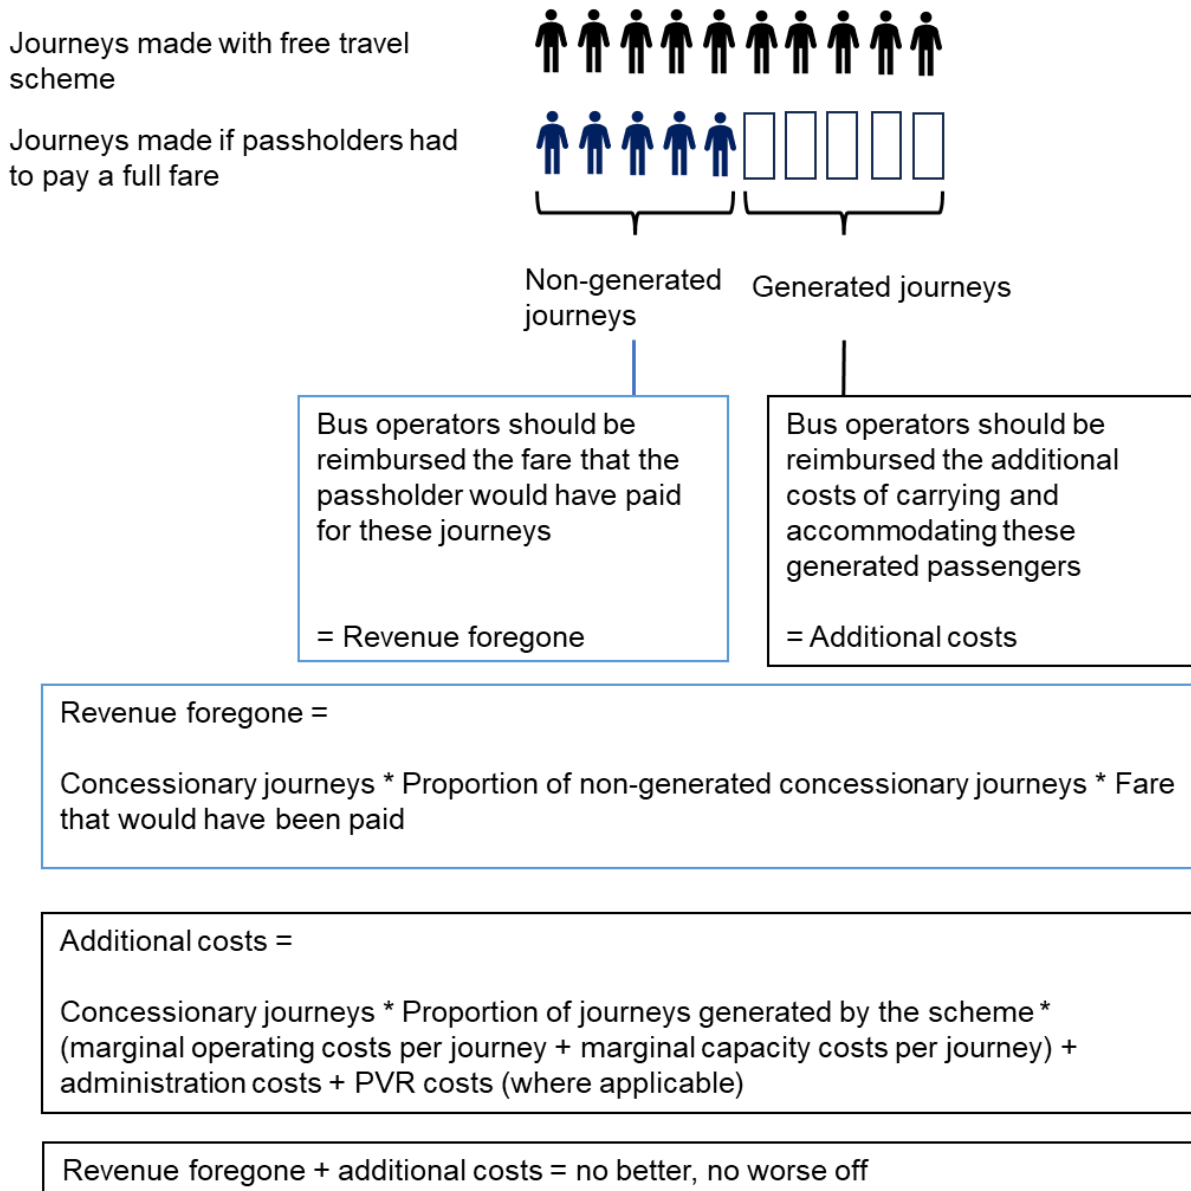 Journeys made with free travel
scheme
Journeys made if passholders had
to pay a full fare
Non-generated
journeys
Generated journeys
Bus operators should be
reimbursed the fare that the
passholder would have paid
for these journeys
= Revenue foregone
Bus operators should be
reimbursed the additional
costs of carrying and
accommodating these
generated passengers
= Additional costs
Revenue foregone =
Concessionary journeys * Proportion of non-generated concessionary journeys * Fare
that would have been paid
Additional costs =
Concessionary journeys * Proportion of journeys generated by the scheme *
(marginal operating costs per journey + marginal capacity costs per journey) +
administration costs + PVR costs (where applicable)
Revenue foregone + additional costs = no better, no worse off